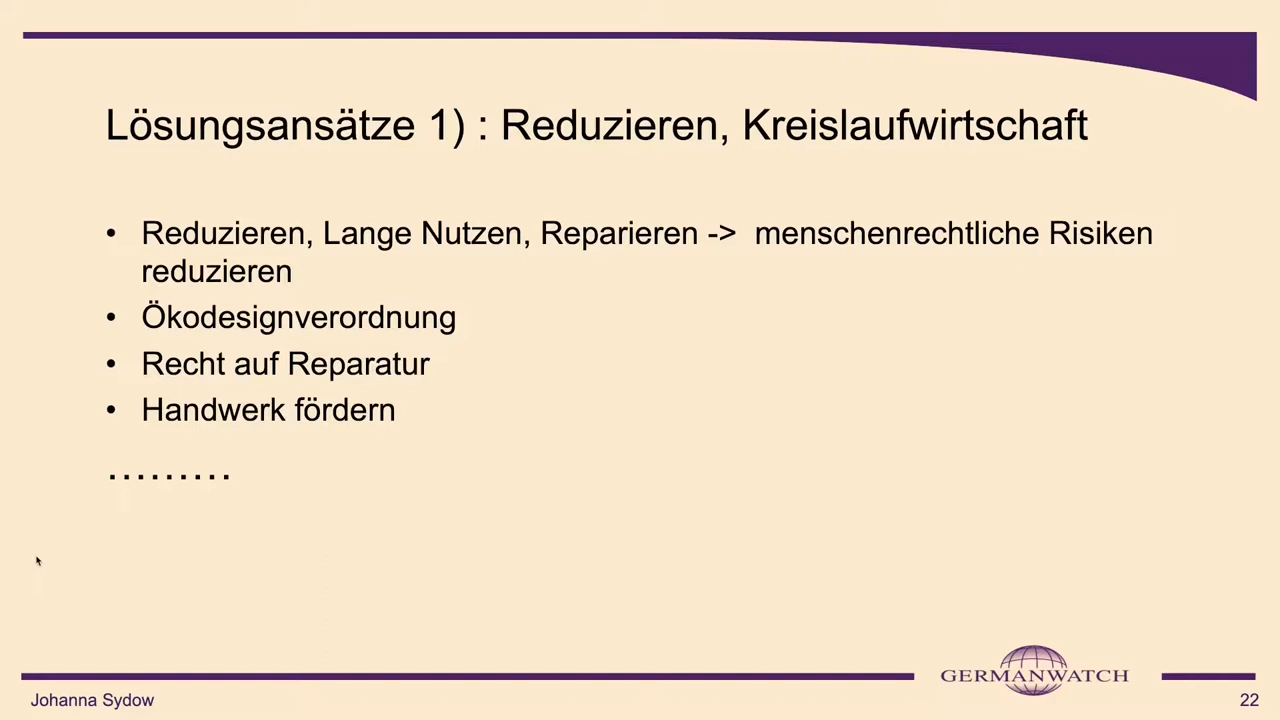 Lösungsansätze 1) : Reduzieren, Kreislaufwirtschaft
• Reduzieren, Lange Nutzen, Reparieren -> menschenrechtliche Risiken
reduzieren
• Ökodesignverordnung
• Recht auf Reparatur
• Handwerk fördern
………
GERMANWATCH
Johanna Sydow
22